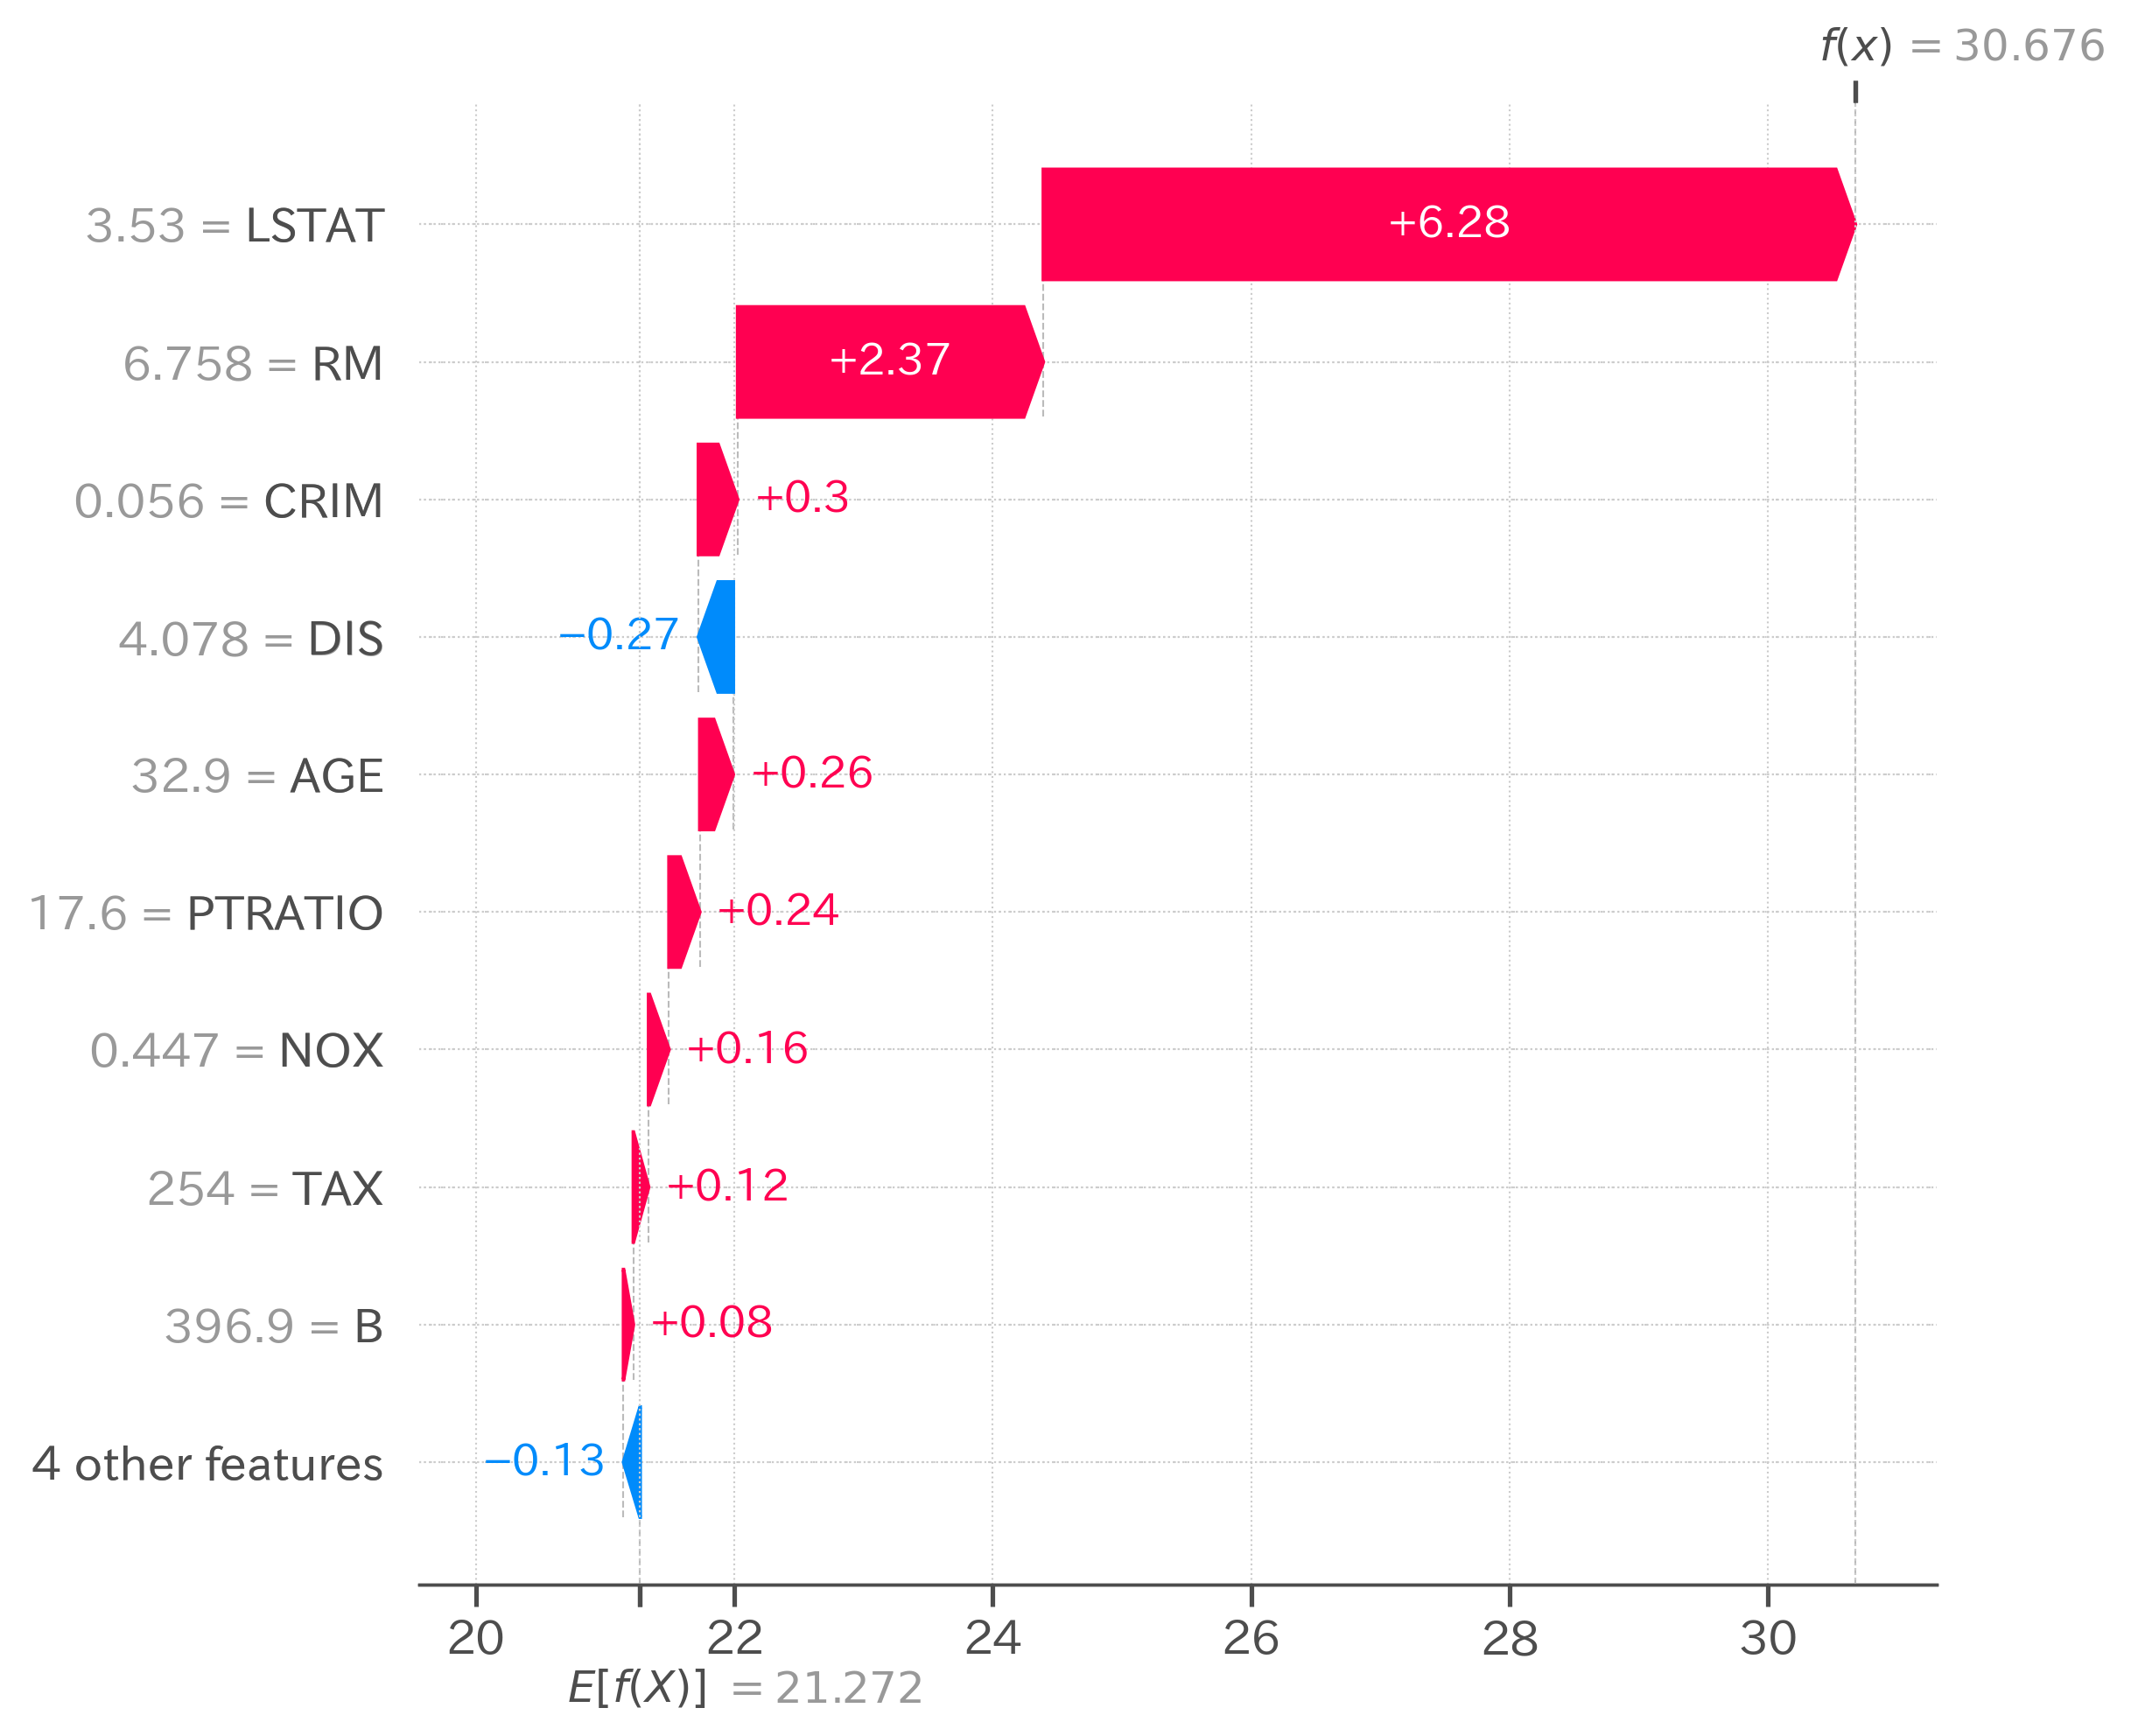 f(x) = 30.676
3.53 = LSTAT
+6.28
6.758 = RM
+2.37
0.056 = CRIM
+0.3
4.078 = DIS
−0.27
32.9 = AGE
+0.26
17.6 = PTRATIO
+0.24
0.447 = NOX
+0.16
254 = TAX
+0.12
396.9 = B
+0.08
4 other features
−0.13
20 22 24 26 28 30
E[f(X)] = 21.272